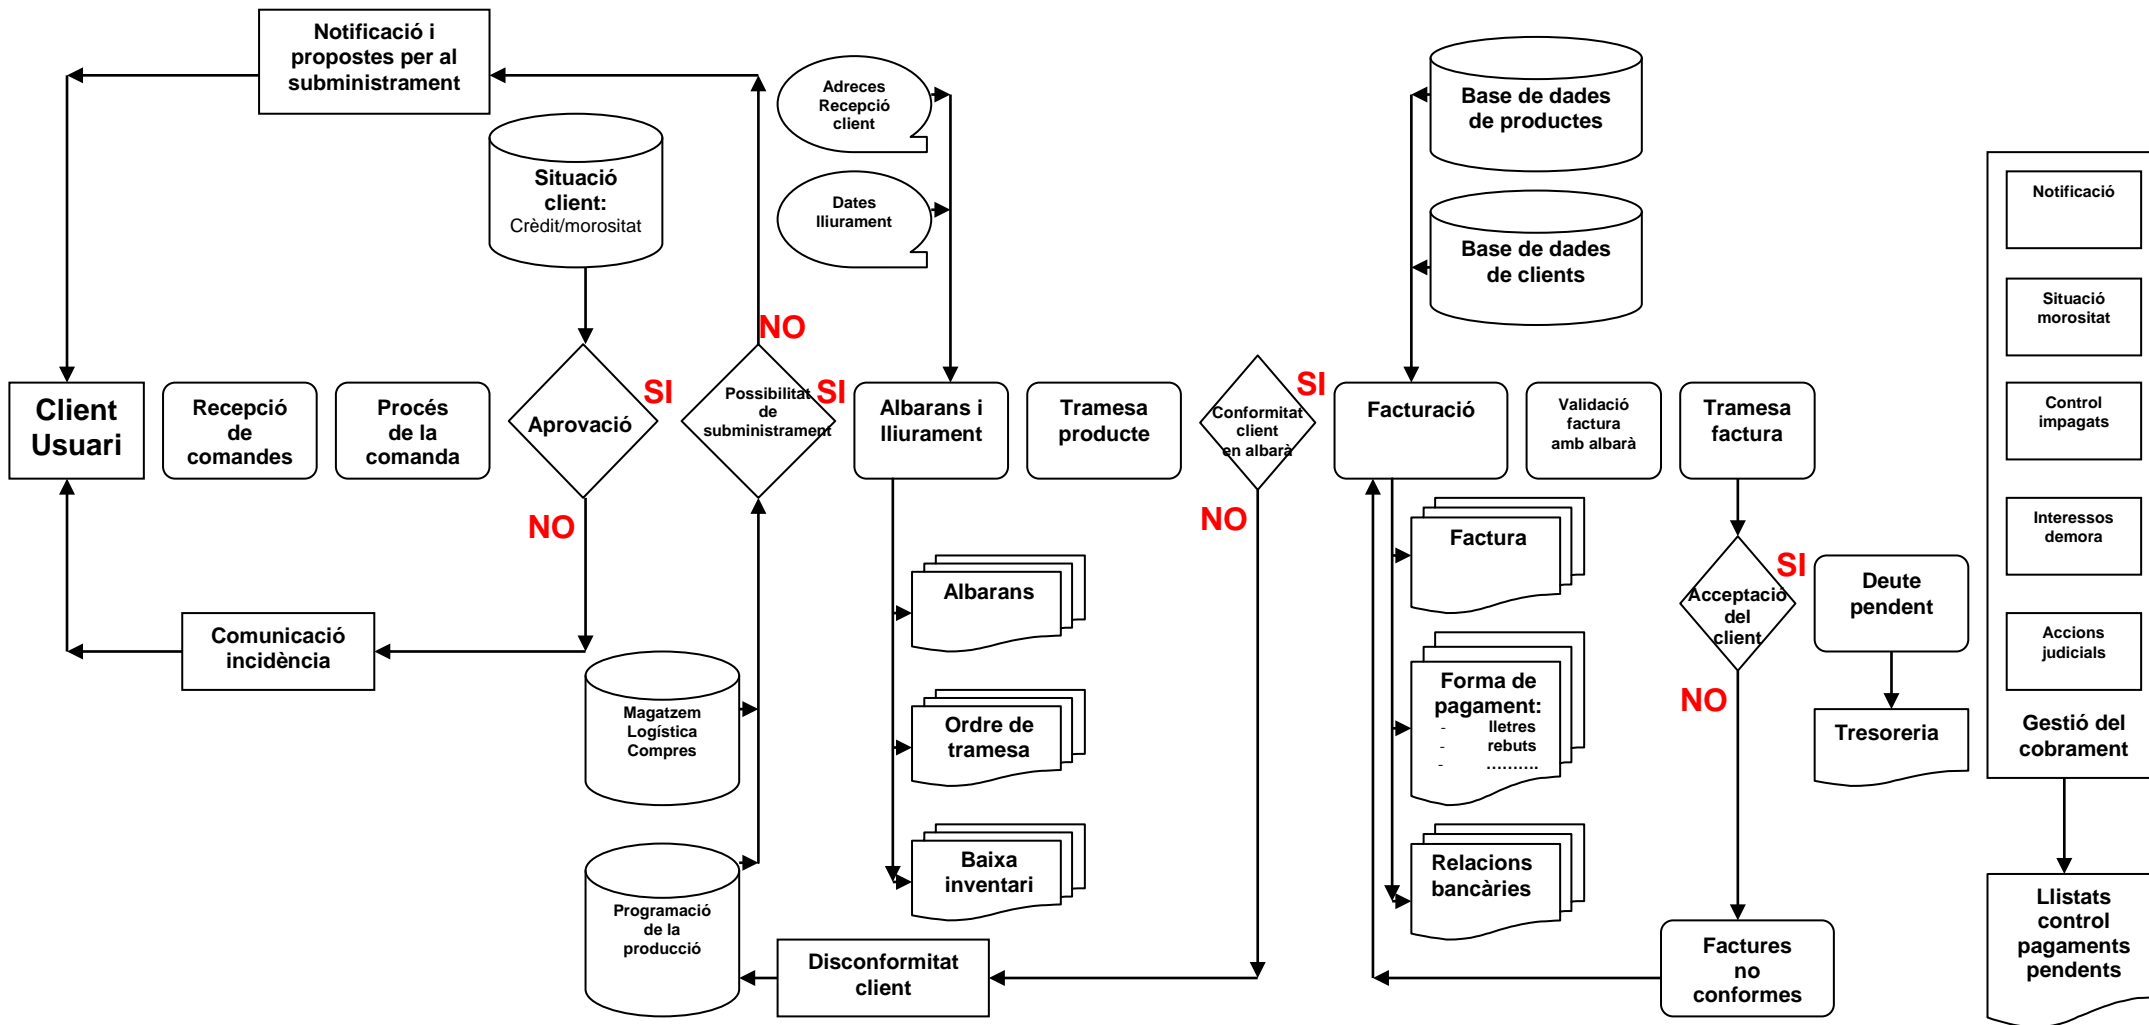 Notificació i
propostes per al
subministrament
Situació
client:
Crèdit/morositat
Adreces
Recepció
client
Dates
lliurament
Base de dades
de productes
Base de dades
de clients
Client
Usuari
Recepció
de
comandes
Procés
de la
comanda
Aprovació
SI
NO
Possibilitat
de
subministrament
NO
SI
Albarans i
lliurament
Tramesa
producte
Conformitat
client
en albarà
SI
NO
Facturació
Validació
factura
amb albarà
Tramesa
factura
Comunicació
incidència
Magatzem
Logística
Compres
Programació
de la
producció
Disconformitat
client
Albarans
Ordre de
tramesa
Baixa
inventari
Factura
Forma de
pagament:
- lletres
- rebuts
- ……….
Relacions
bancàries
Acceptaciò
del
client
SI
NO
Deute
pendent
Tresoreria
Factures
no
conformes
Notificació
Situació
morositat
Control
impagats
Interessos
demora
Accions
judicials
Gestió del
cobrament
Llistats
control
pagaments
pendents